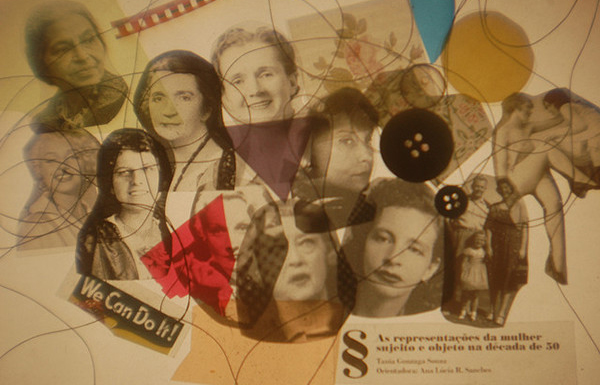 We Can Do It!
§
As representações da mulher
sujeito e objeto na década de 50
Tania Gonzaga Souza
Orientadora: Ana Lúcia R. Sanches